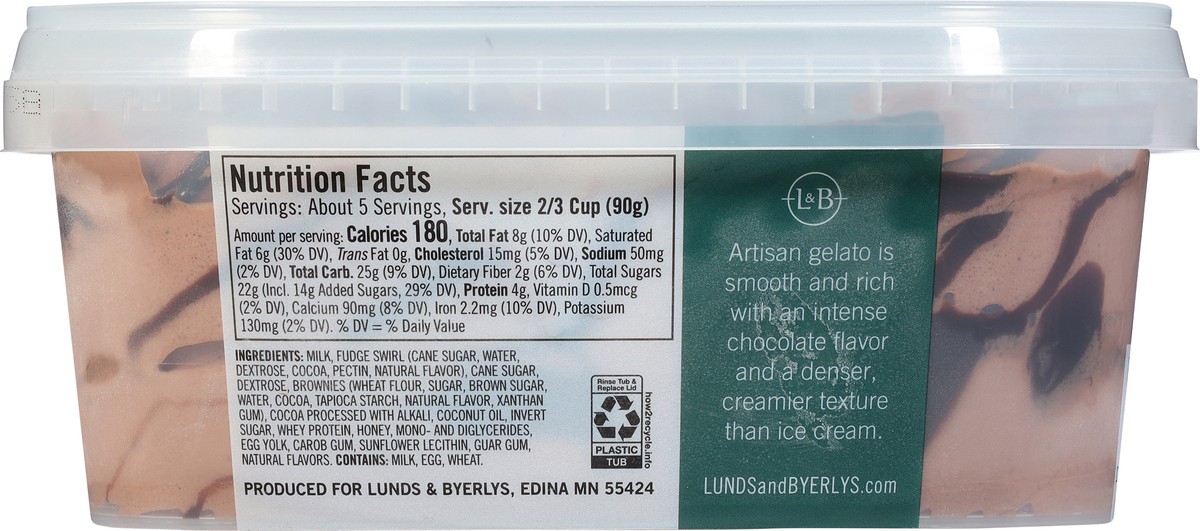 Nutrition Facts
Servings: About 5 Servings, Serv. size 2/3 Cup (90g)
Amount per serving: Calories 180, Total Fat 8g (10% DV), Saturated
Fat 6g (30% DV), Trans Fat 0g, Cholesterol 15mg (5% DV), Sodium 50mg
(2% DV), Total Carb. 25g (9% DV), Dietary Fiber 2g (6% DV), Total Sugars
22g (Incl. 14g Added Sugars, 29% DV), Protein 4g, Vitamin D 0.5mcg
(2% DV), Calcium 90mg (8% DV), Iron 2.2mg (10% DV), Potassium
130mg (2% DV). % DV = % Daily Value
INGREDIENTS: MILK, FUDGE SWIRL (CANE SUGAR, WATER,
DEXTROSE, COCOA, PECTIN, NATURAL FLAVOR), CANE SUGAR,
DEXTROSE, BROWNIES (WHEAT FLOUR, SUGAR, BROWN SUGAR,
WATER, COCOA, TAPIOCA STARCH, NATURAL FLAVOR, XANTHAN
GUM), COCOA PROCESSED WITH ALKALI, COCONUT OIL, INVERT
SUGAR, WHEY PROTEIN, HONEY, MONO- AND DIGLYCERIDES,
EGG YOLK, CAROB GUM, SUNFLOWER LECITHIN, GUAR GUM,
NATURAL FLAVORS. CONTAINS: MILK, EGG, WHEAT.
Rinse Tub &
Replace Lid
PLASTIC
TUB
how2recycle.info
PRODUCED FOR LUNDS & BYERLYS, EDINA MN 55424
L&B
Artisan gelato is
smooth and rich
with an intense
chocolate flavor
and a denser,
creamier texture
than ice cream.
LUNDSandBYERLYS.com